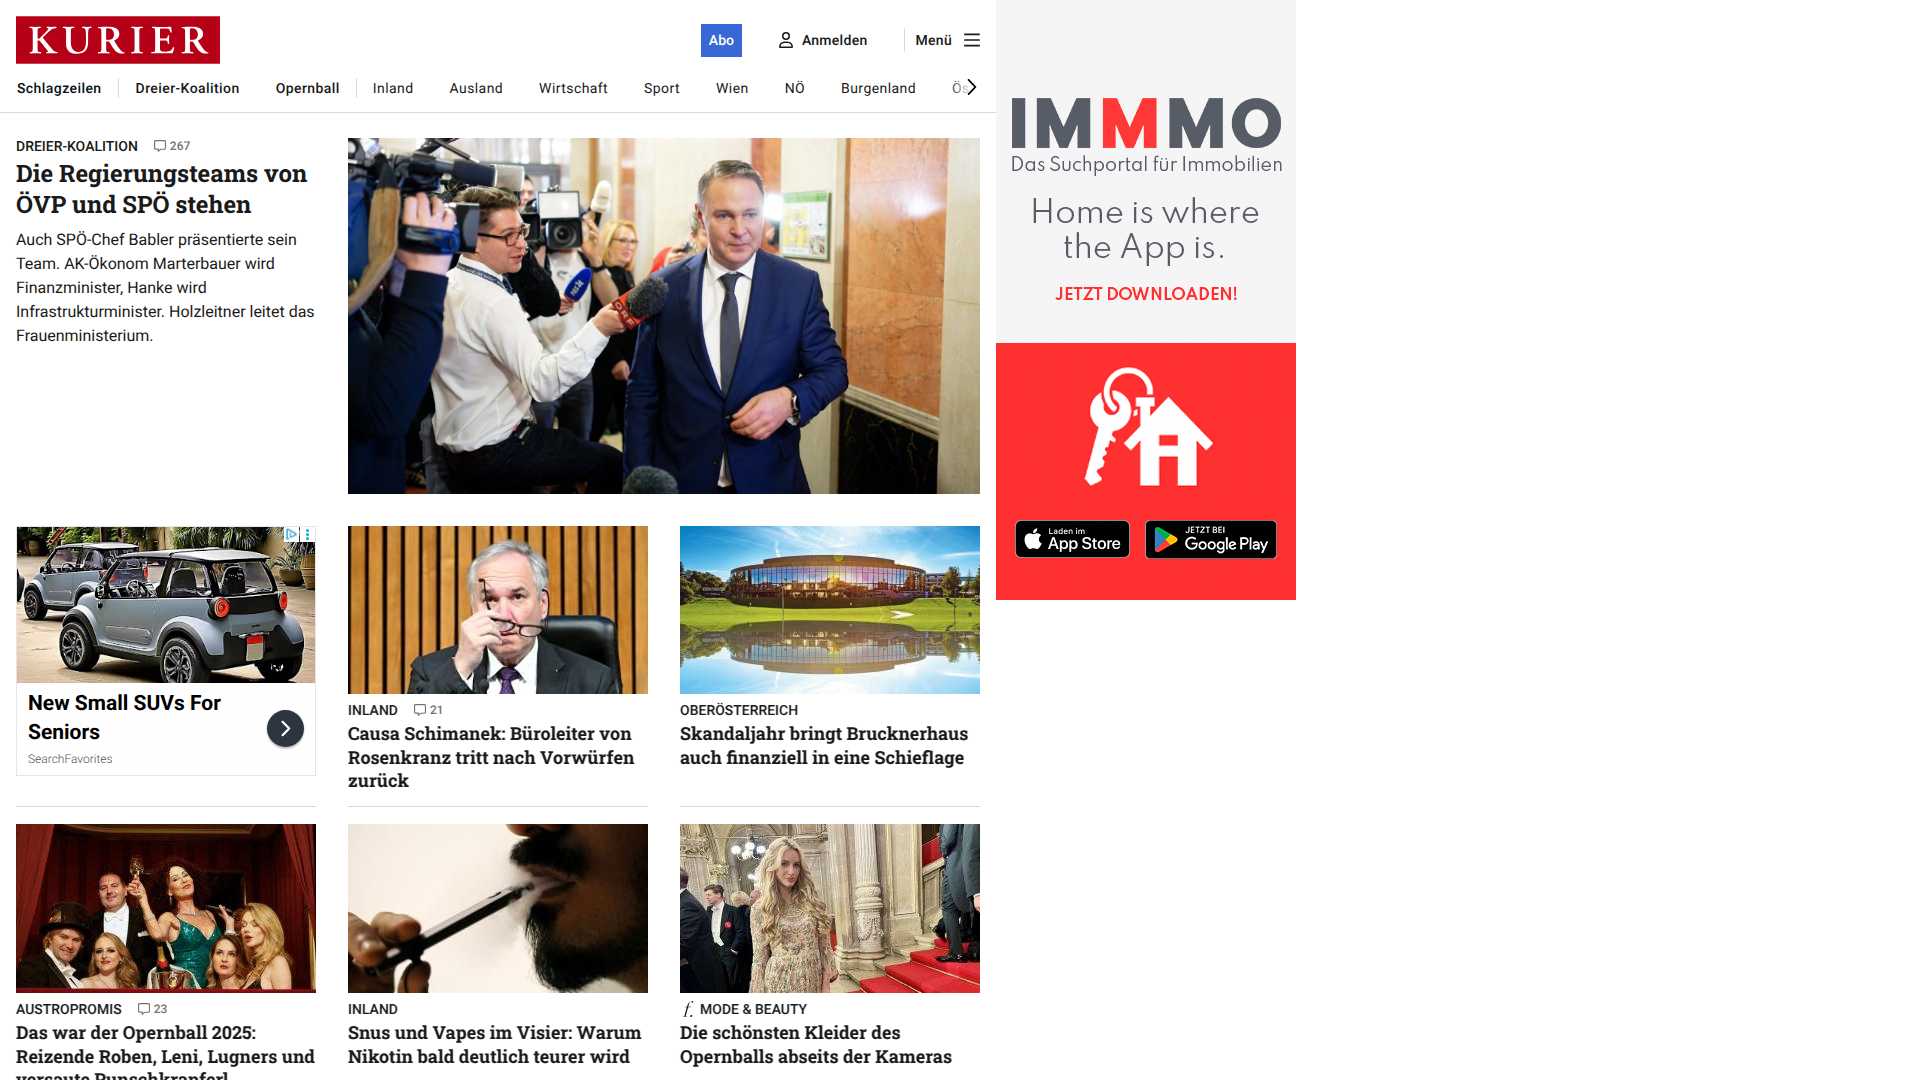 KURIER
Abo
Anmelden
Menü
Schlagzeilen
Dreier-Koalition
Opernball
Inland
Ausland
Wirtschaft
Sport
Wien
NÖ
Burgenland
DREIER-KOALITION 267
Die Regierungsteams von
ÖVP und SPÖ stehen
Auch SPÖ-Chef Babler präsentierte sein
Team. AK-Ökonom Marterbauer wird
Finanzminister, Hanke wird
Infrastrukturminister. Holzleitner leitet das
Frauenministerium.
New Small SUVs For
Seniors
SearchFavorites
INLAND 21
Causa Schimanek: Büroleiter von
Rosenkranz tritt nach Vorwürfen
zurück
OBERÖSTERREICH
Skandaljahr bringt Brucknerhaus
auch finanziell in eine Schieflage
AUSTROPROMIS 23
Das war der Opernball 2025:
Reizende Roben, Leni, Lugners und
versaute Punschkrapferl
INLAND
Snus und Vapes im Visier: Warum
Nikotin bald deutlich teurer wird
f. MODE & BEAUTY
Die schönsten Kleider des
Opernballs abseits der Kameras
IMMMO
Das Suchportal für Immobilien
Home is where
the App is.
JETZT DOWNLOADEN!
Laden im
App Store
JETZT BEI
Google Play